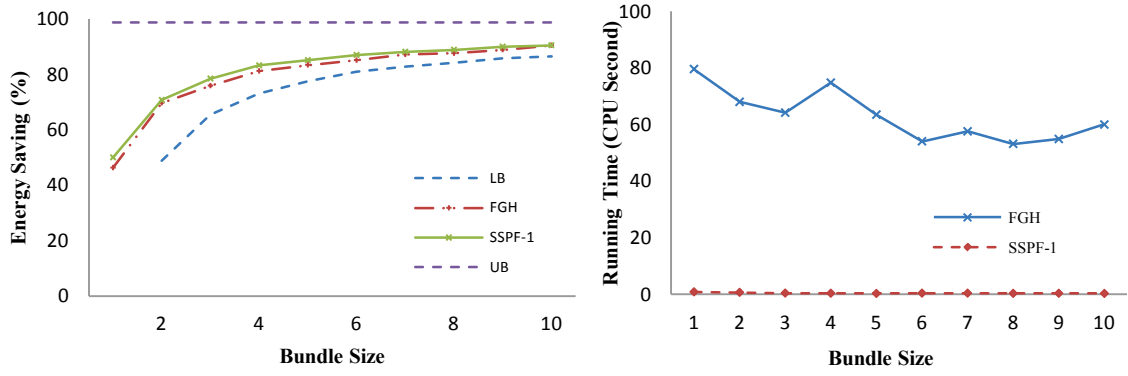 100
80
60
40
20
0
Energy Saving (%)
LB
FGH
SSPF-1
UB
2 4 6 8 10
Bundle Size
100
80
60
40
20
0
Running Time (CPU Second)
FGH
SSPF-1
1 2 3 4 5 6 7 8 9 10
Bundle Size